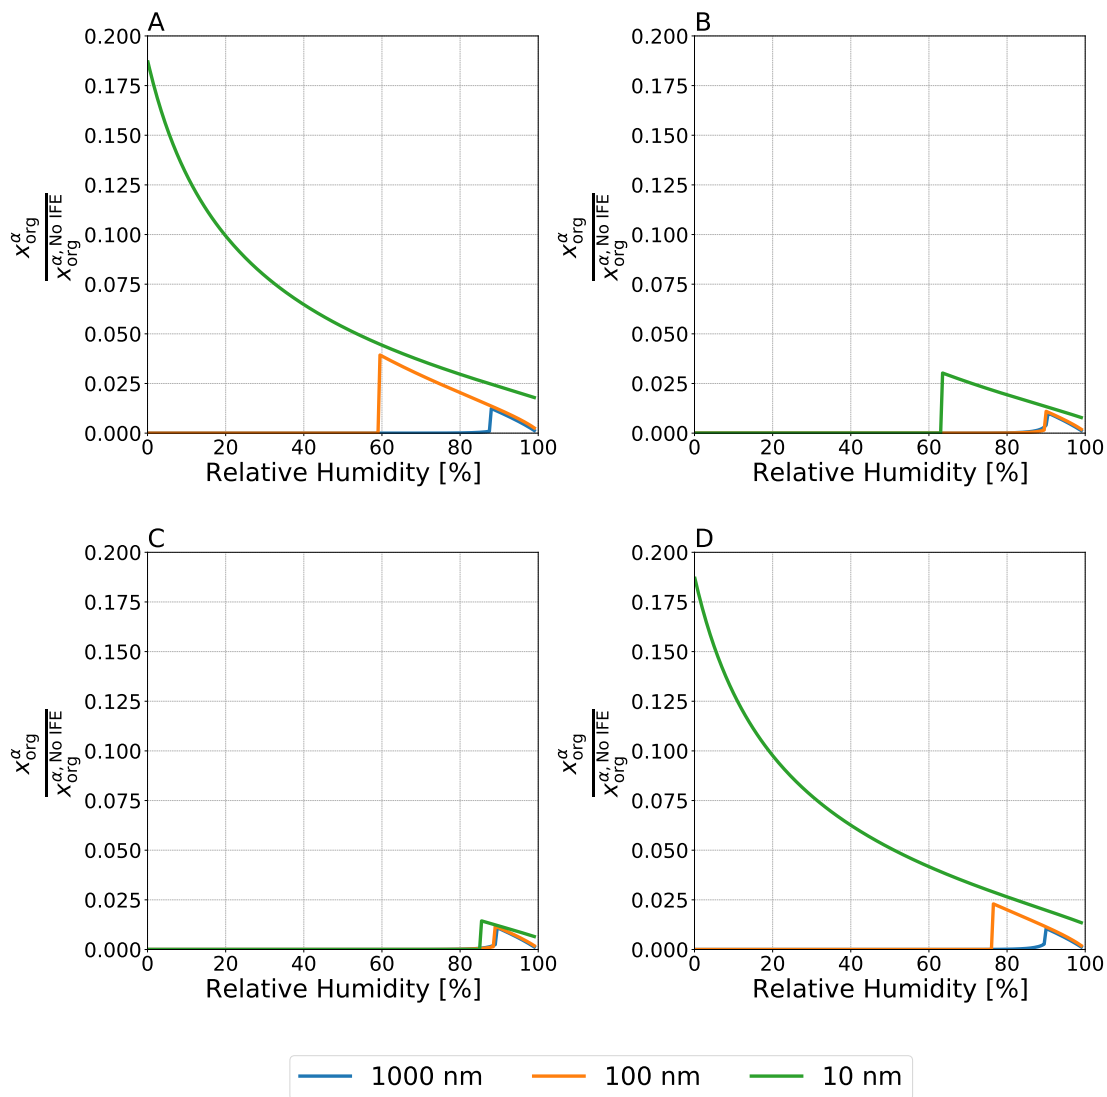 A
0.200
0.175
0.150
0.125
0.100
0.075
0.050
0.025
0.000
0 20 40 60 80 100
Relative Humidity [%]
x^α_org / x^α, No IFE_org
B
0.200
0.175
0.150
0.125
0.100
0.075
0.050
0.025
0.000
0 20 40 60 80 100
Relative Humidity [%]
x^α_org / x^α, No IFE_org
C
0.200
0.175
0.150
0.125
0.100
0.075
0.050
0.025
0.000
0 20 40 60 80 100
Relative Humidity [%]
x^α_org / x^α, No IFE_org
D
0.200
0.175
0.150
0.125
0.100
0.075
0.050
0.025
0.000
0 20 40 60 80 100
Relative Humidity [%]
x^α_org / x^α, No IFE_org
1000 nm 100 nm 10 nm